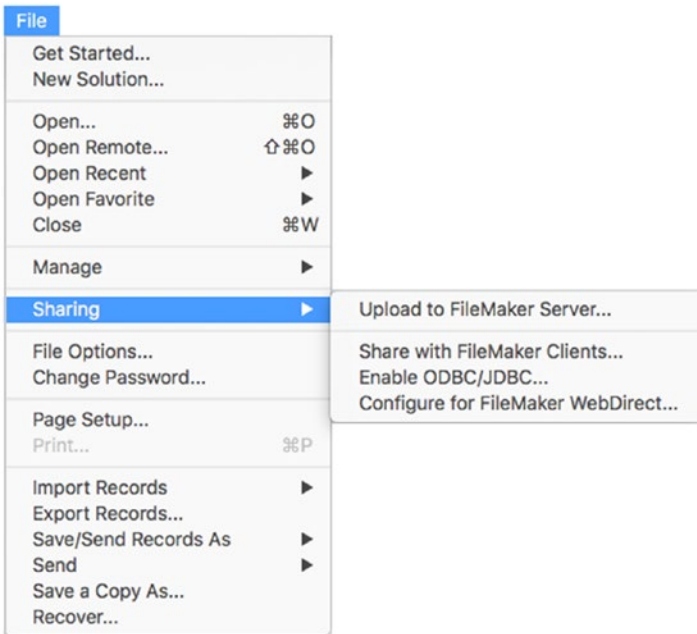 File
Get Started...
New Solution...
Open... ⌘O
Open Remote... ⇧⌘O
Open Recent ▶
Open Favorite ▶
Close ⌘W
Manage ▶
Sharing ▶
Upload to FileMaker Server...
Share with FileMaker Clients...
Enable ODBC/JDBC...
Configure for FileMaker WebDirect...
File Options...
Change Password...
Page Setup...
Print... ⌘P
Import Records ▶
Export Records...
Save/Send Records As ▶
Send ▶
Save a Copy As...
Recover...